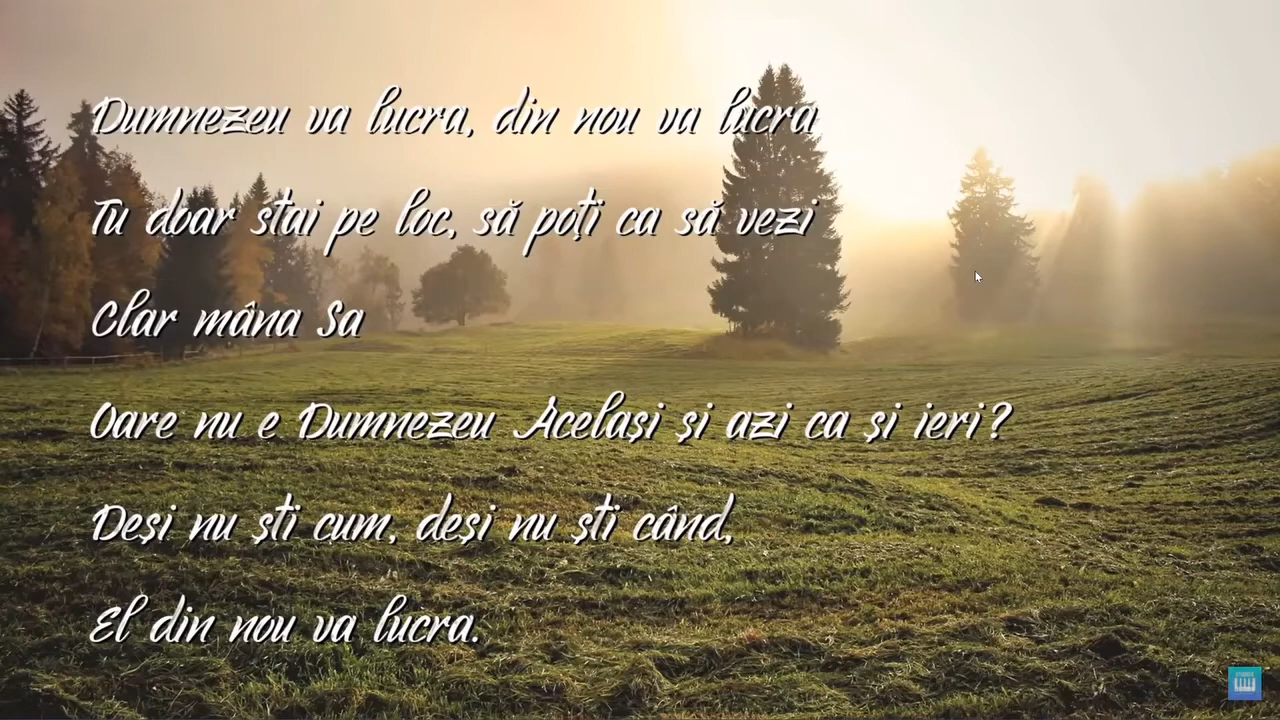 Dumnezeu va lucra, din nou va lucra
Tu doar stai pe loc, să poți ca să vezi
Clar mâna Sa
Oare nu e Dumnezeu Același și azi ca și ieri?
Deși nu ști cum, deși nu ști când,
El din nou va lucra.